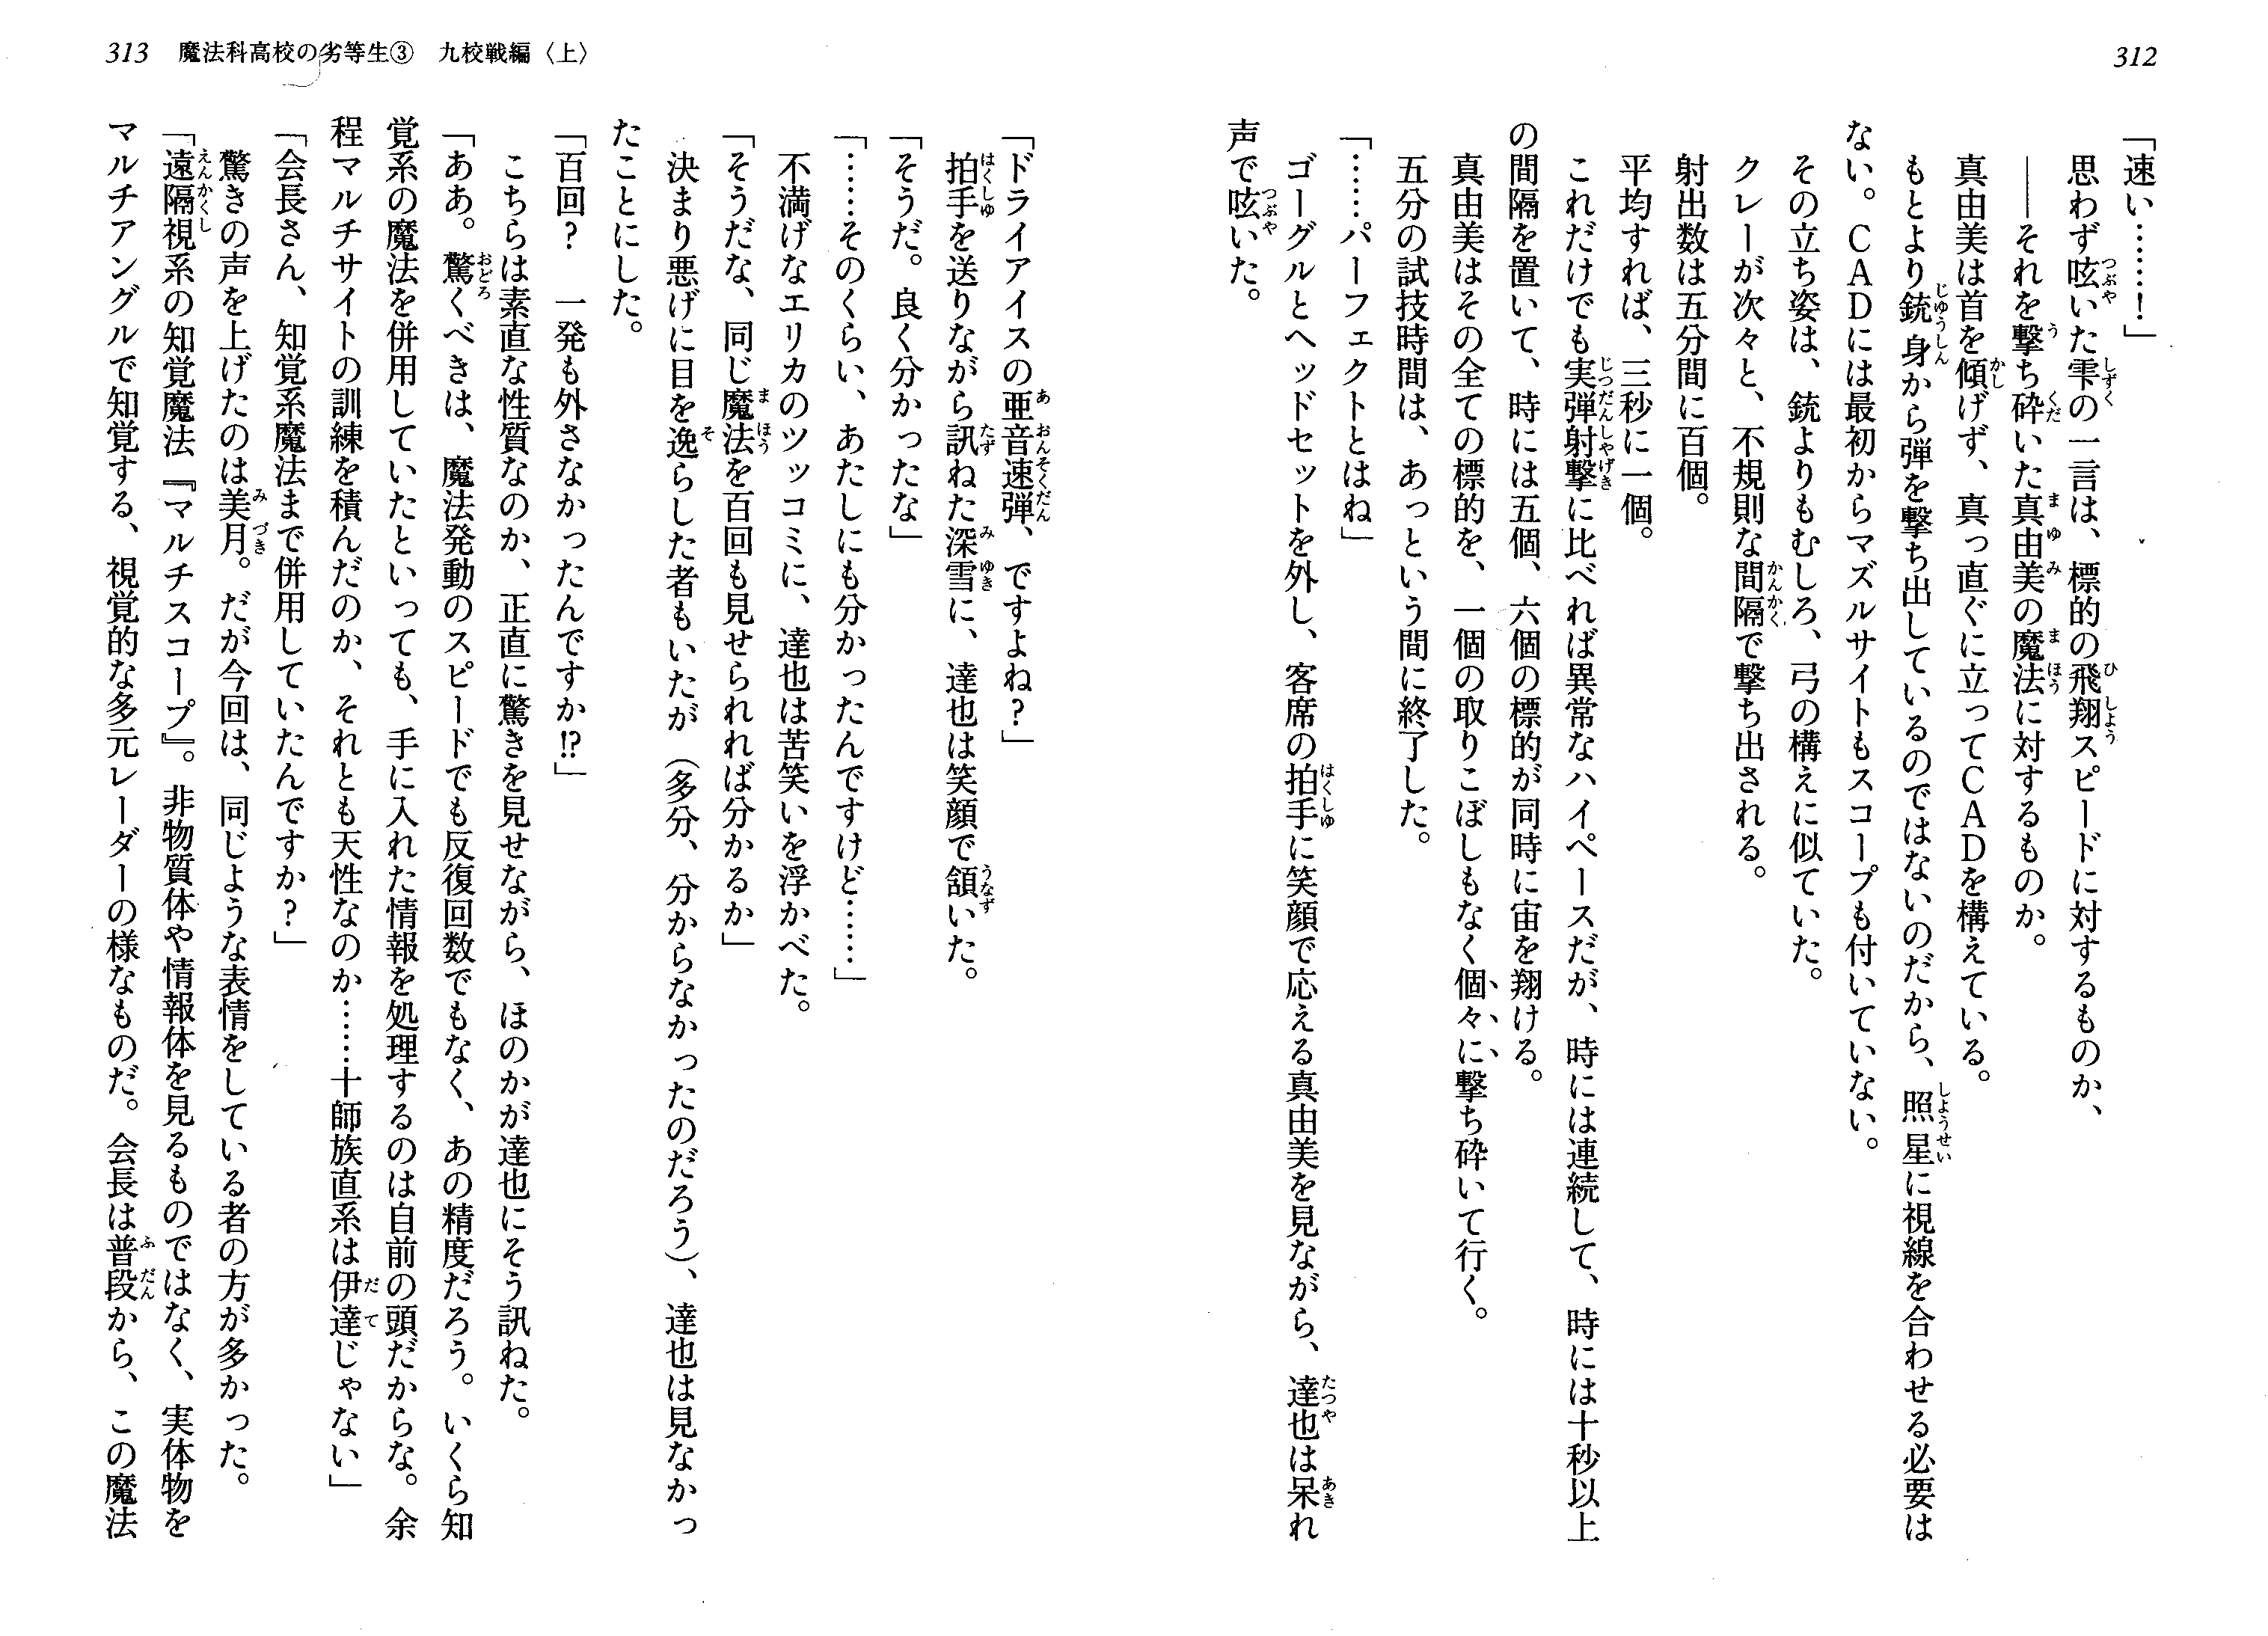 312
「速い……！」
思わず呟いた雫の一言は、標的の飛翔スピードに対するものか、
――それを撃ち砕いた真由美の魔法に対するものか。
真由美は首を傾げず、真っ直ぐに立ってＣＡＤを構えている。
もとより銃身から弾を撃ち出しているのではないのだから、照星に視線を合わせる必要は
ない。ＣＡＤには最初からマズルサイトもスコープも付いていない。
その立ち姿は、銃よりもむしろ、弓の構えに似ていた。
クレーが次々と、不規則な間隔で撃ち出される。
射出数は五分間に百個。
平均すれば、三秒に一個。
これだけでも実弾射撃に比べれば異常なハイペースだが、時には連続して、時には十秒以上
の間隔を置いて、時には五個、六個の標的が同時に宙を翔ける。
真由美はその全ての標的を、一個の取りこぼしもなく個々に撃ち砕いて行く。
五分の試技時間は、あっという間に終了した。
「……パーフェクトとはね」
ゴーグルとヘッドセットを外し、客席の拍手に笑顔で応える真由美を見ながら、達也は呆れ
声で呟いた。
313 魔法科高校の劣等生③ 九校戦編〈上〉
「ドライアイスの亜音速弾、ですよね？」
拍手を送りながら訊ねた深雪に、達也は笑顔で頷いた。
「そうだ。良く分かったな」
「……そのくらい、あたしにも分かったんですけど……」
不満げなエリカのツッコミに、達也は苦笑いを浮かべた。
「そうだな、同じ魔法を百回も見せられれば分かるか」
決まり悪げに目を逸らした者もいたが（多分、分からなかったのだろう）、達也は見なかっ
たことにした。
「百回？　一発も外さなかったんですか!?」
こちらは素直な性質なのか、正直に驚きを見せながら、ほのかが達也にそう訊ねた。
「ああ。驚くべきは、魔法発動のスピードでも反復回数でもなく、あの精度だろう。いくら知
覚系の魔法を併用していたといっても、手に入れた情報を処理するのは自前の頭だからな。余
程マルチサイトの訓練を積んだのか、それとも天性なのか……十師族直系は伊達じゃない」
「会長さん、知覚系魔法まで併用していたんですか？」
驚きの声を上げたのは美月。だが今回は、同じような表情をしている者の方が多かった。
「遠隔視系の知覚魔法『マルチスコープ』。非物質体や情報体を見るものではなく、実体物を
マルチアングルで知覚する、視覚的な多元レーダーの様なものだ。会長は普段から、この魔法